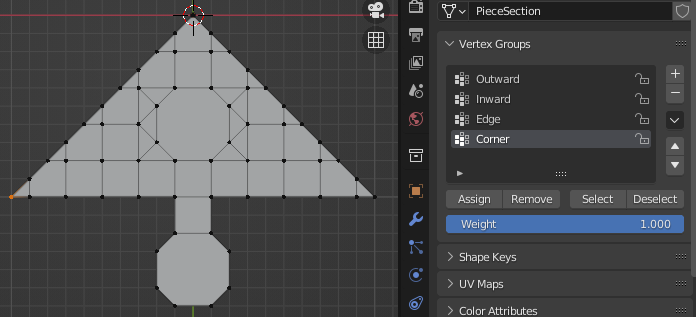 PieceSection
Vertex Groups
Outward
Inward
Edge
Corner
Assign Remove Select Deselect
Weight 1.000
Shape Keys
UV Maps
Color Attributes